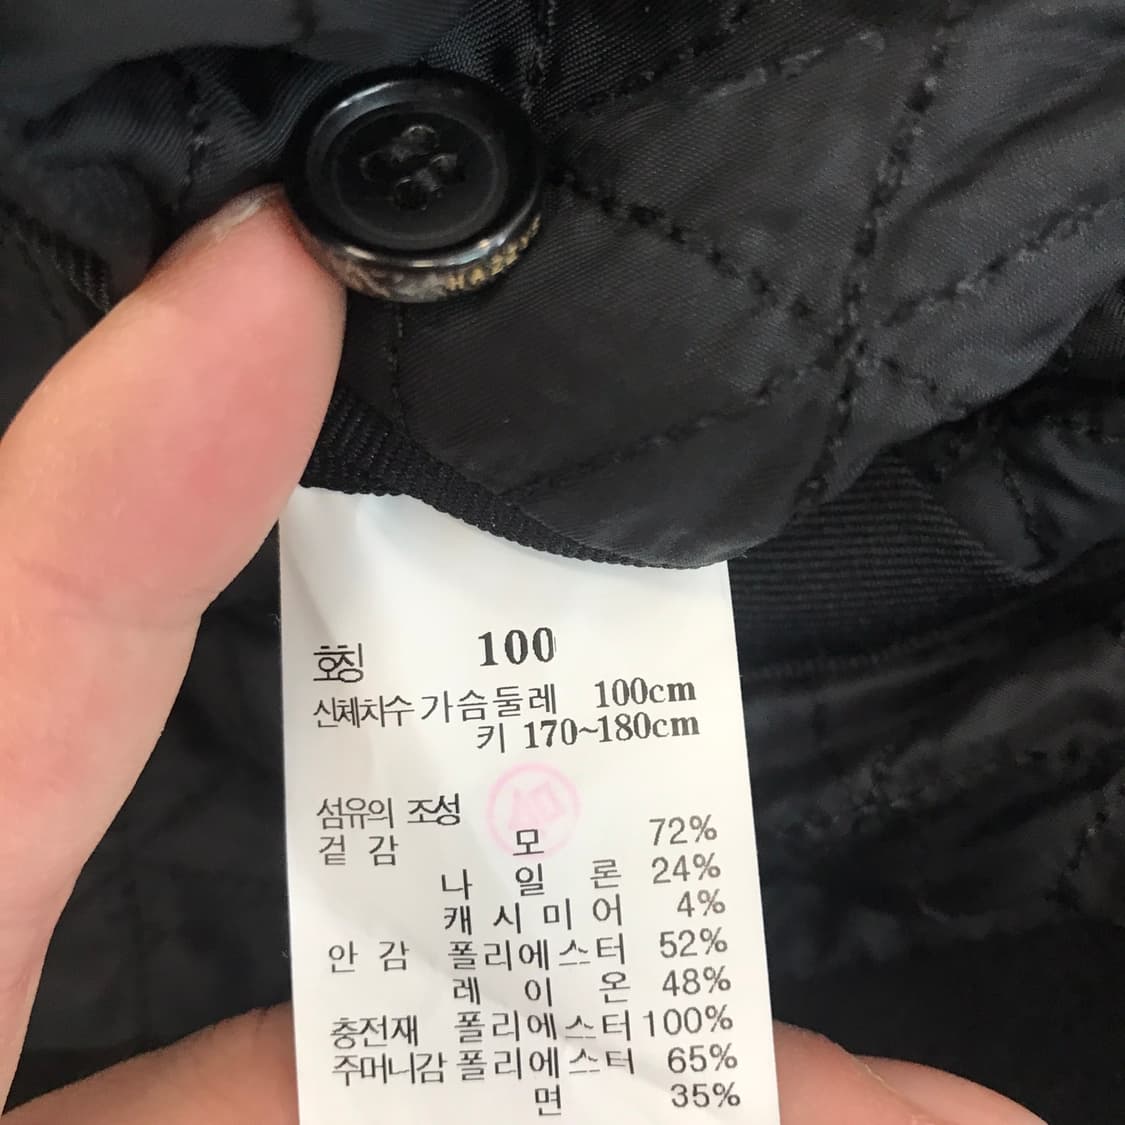 호칭 100
신체치수 가슴둘레 100cm
키 170~180cm
섬유의 조성
겉 감 모 72%
나 일 론 24%
캐 시 미 어 4%
안 감 폴리에스터 52%
레 이 온 48%
충전재 폴리에스터 100%
주머니감 폴리에스터 65%
면 35%